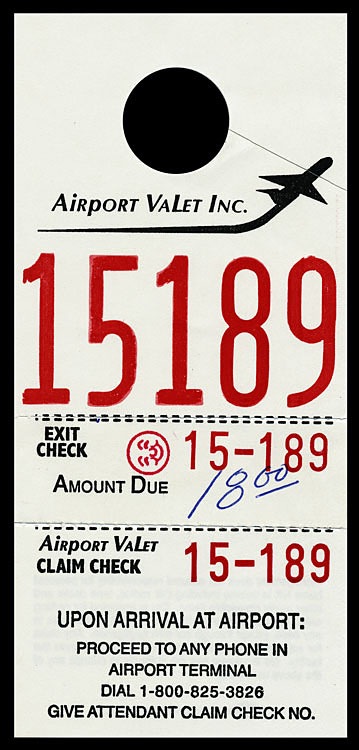 AIRPORT VALET INC.
15189
EXIT CHECK 15-189
AMOUNT DUE 18.00
AIRPORT VALET
CLAIM CHECK 15-189
UPON ARRIVAL AT AIRPORT:
PROCEED TO ANY PHONE IN
AIRPORT TERMINAL
DIAL 1-800-825-3826
GIVE ATTENDANT CLAIM CHECK NO.